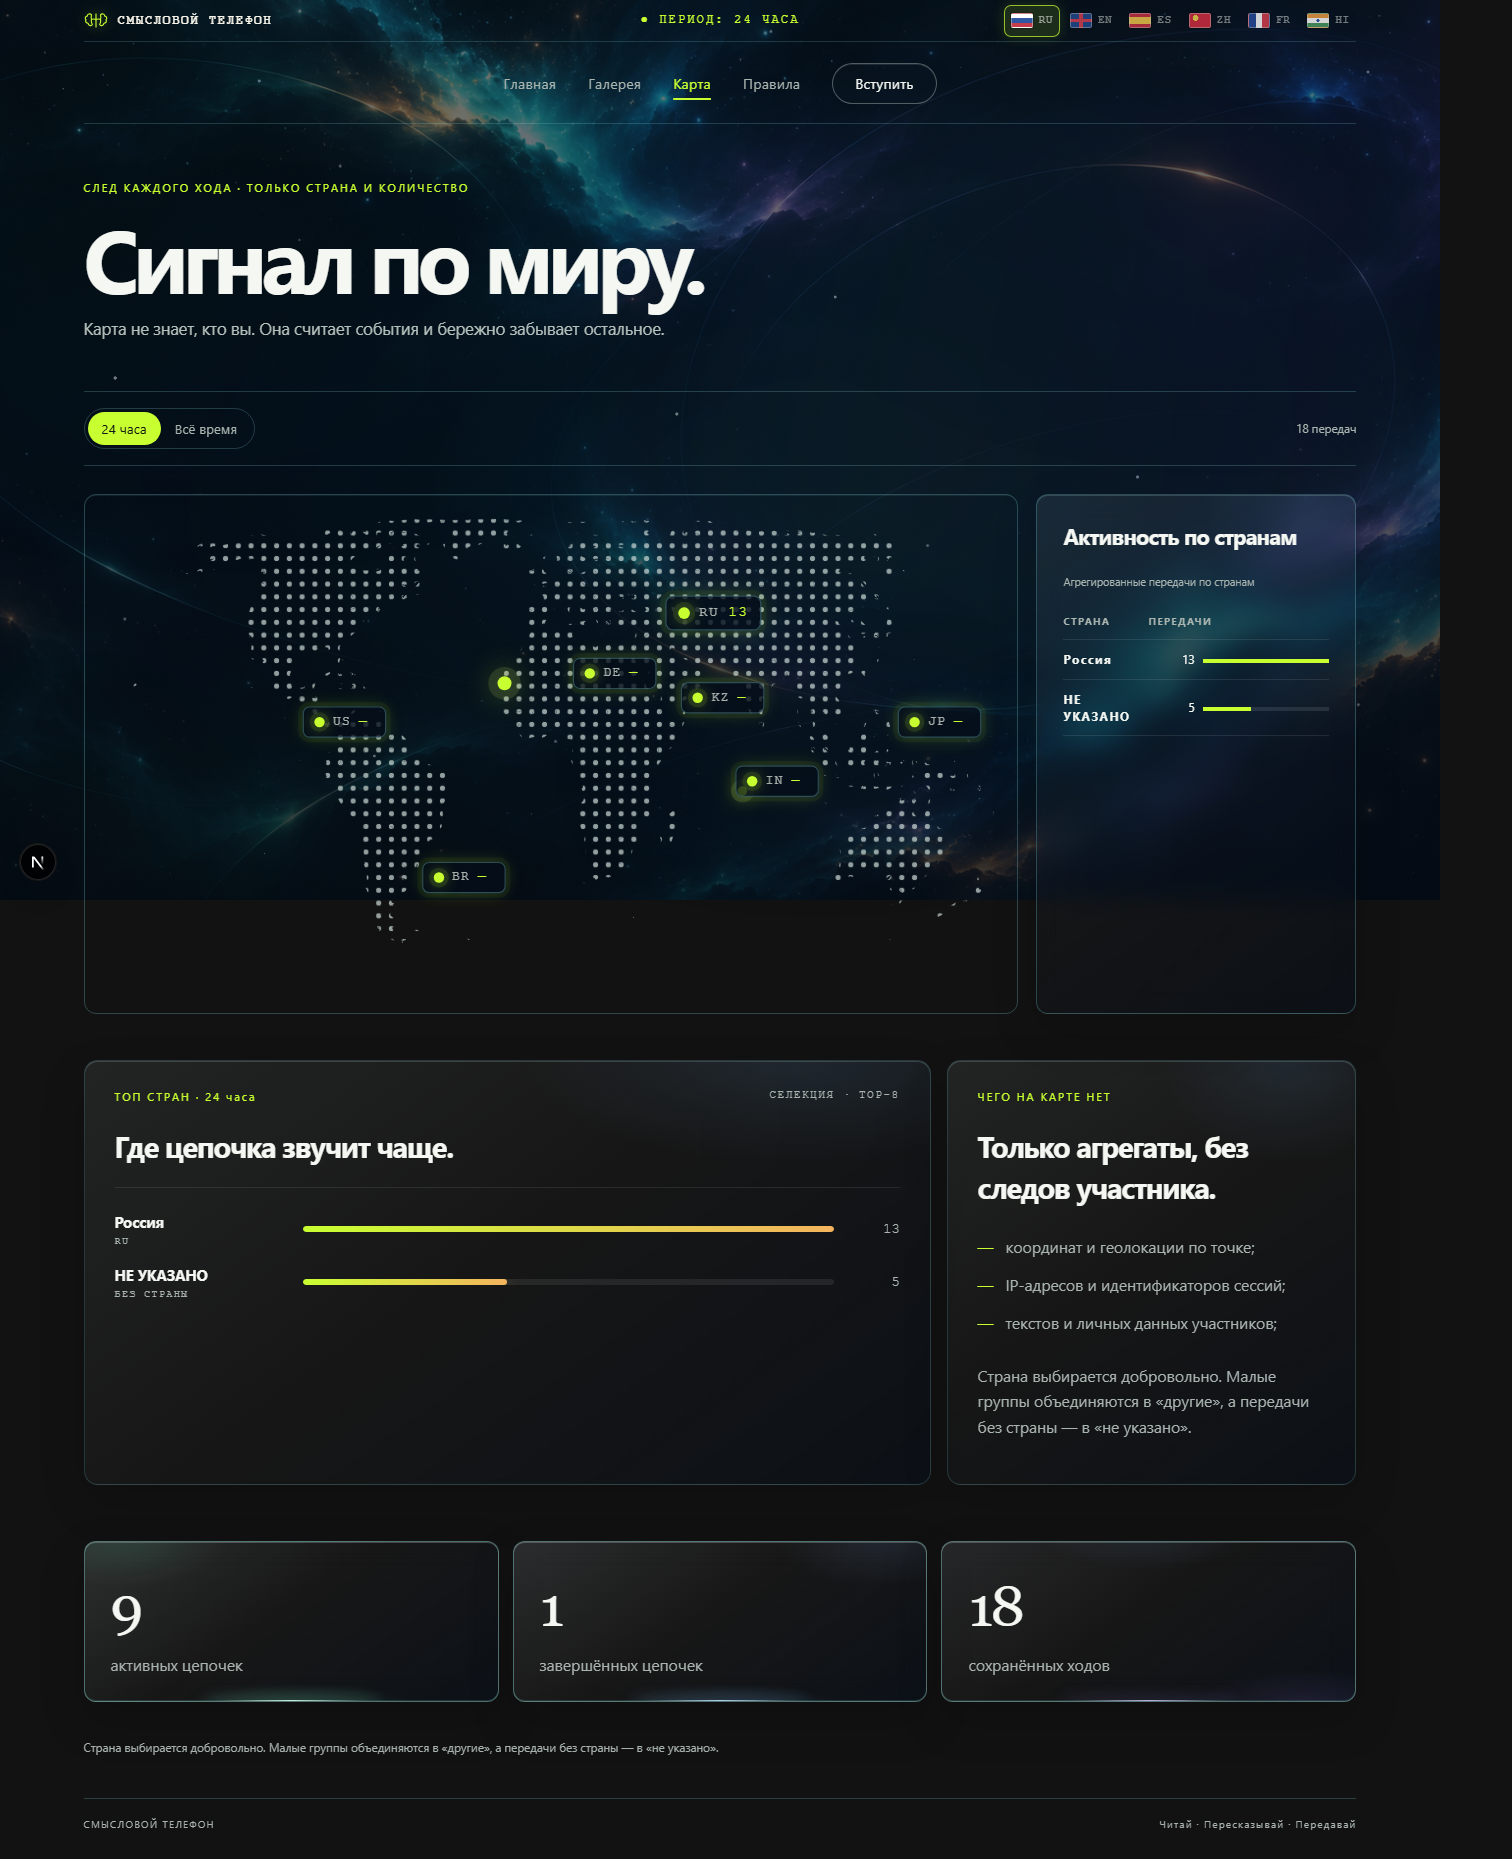 СМЫСЛОВОЙ ТЕЛЕФОН
ПЕРИОД: 24 ЧАСА
RU EN ES ZH FR HI
Главная Галерея Карта Правила Вступить
СЛЕД КАЖДОГО ХОДА · ТОЛЬКО СТРАНА И КОЛИЧЕСТВО
Сигнал по миру.
Карта не знает, кто вы. Она считает события и бережно забывает остальное.
24 часа Всё время
18 передач
RU 13
DE —
KZ —
US —
JP —
IN —
BR —
N
Активность по странам
Агрегированные передачи по странам
СТРАНА ПЕРЕДАЧИ
Россия 13
НЕ
УКАЗАНО 5
ТОП СТРАН · 24 часа
СЕЛЕКЦИЯ · TOP-8
Где цепочка звучит чаще.
Россия 13
RU
НЕ УКАЗАНО 5
БЕЗ СТРАНЫ
ЧЕГО НА КАРТЕ НЕТ
Только агрегаты, без
следов участника.
— координат и геолокации по точке;
— IP-адресов и идентификаторов сессий;
— текстов и личных данных участников;
Страна выбирается добровольно. Малые
группы объединяются в «другие», а передачи
без страны — в «не указано».
9
активных цепочек
1
завершённых цепочек
18
сохранённых ходов
Страна выбирается добровольно. Малые группы объединяются в «другие», а передачи без страны — в «не указано».
СМЫСЛОВОЙ ТЕЛЕФОН
Читай · Пересказывай · Передавай